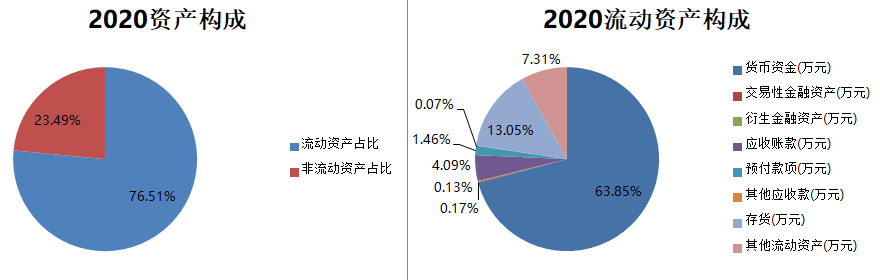 2020资产构成
23.49%
76.51%
流动资产占比
非流动资产占比
2020流动资产构成
7.31%
0.07%
13.05%
1.46%
4.09%
0.13%
0.17%
63.85%
货币资金(万元)
交易性金融资产(万元)
衍生金融资产(万元)
应收账款(万元)
预付款项(万元)
其他应收款(万元)
存货(万元)
其他流动资产(万元)